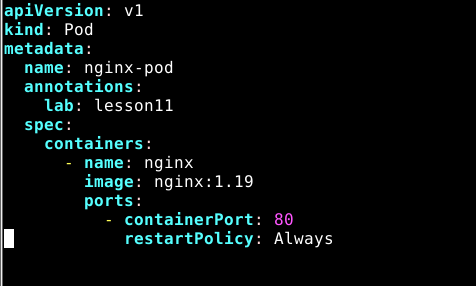 apiVersion: v1
kind: Pod
metadata:
  name: nginx-pod
  annotations:
    lab: lesson11
  spec:
    containers:
      - name: nginx
        image: nginx:1.19
        ports:
          - containerPort: 80
            restartPolicy: Always